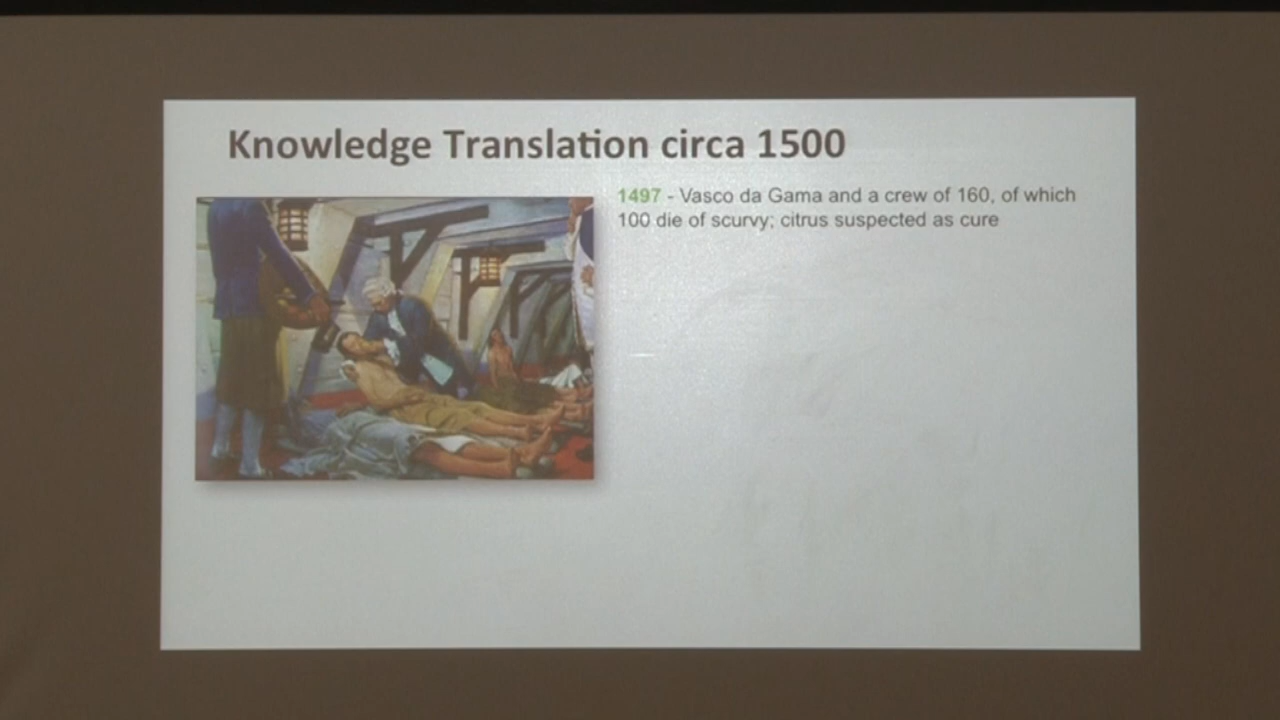 Knowledge Translation circa 1500
1497 - Vasco da Gama and a crew of 160, of which
100 die of scurvy; citrus suspected as cure